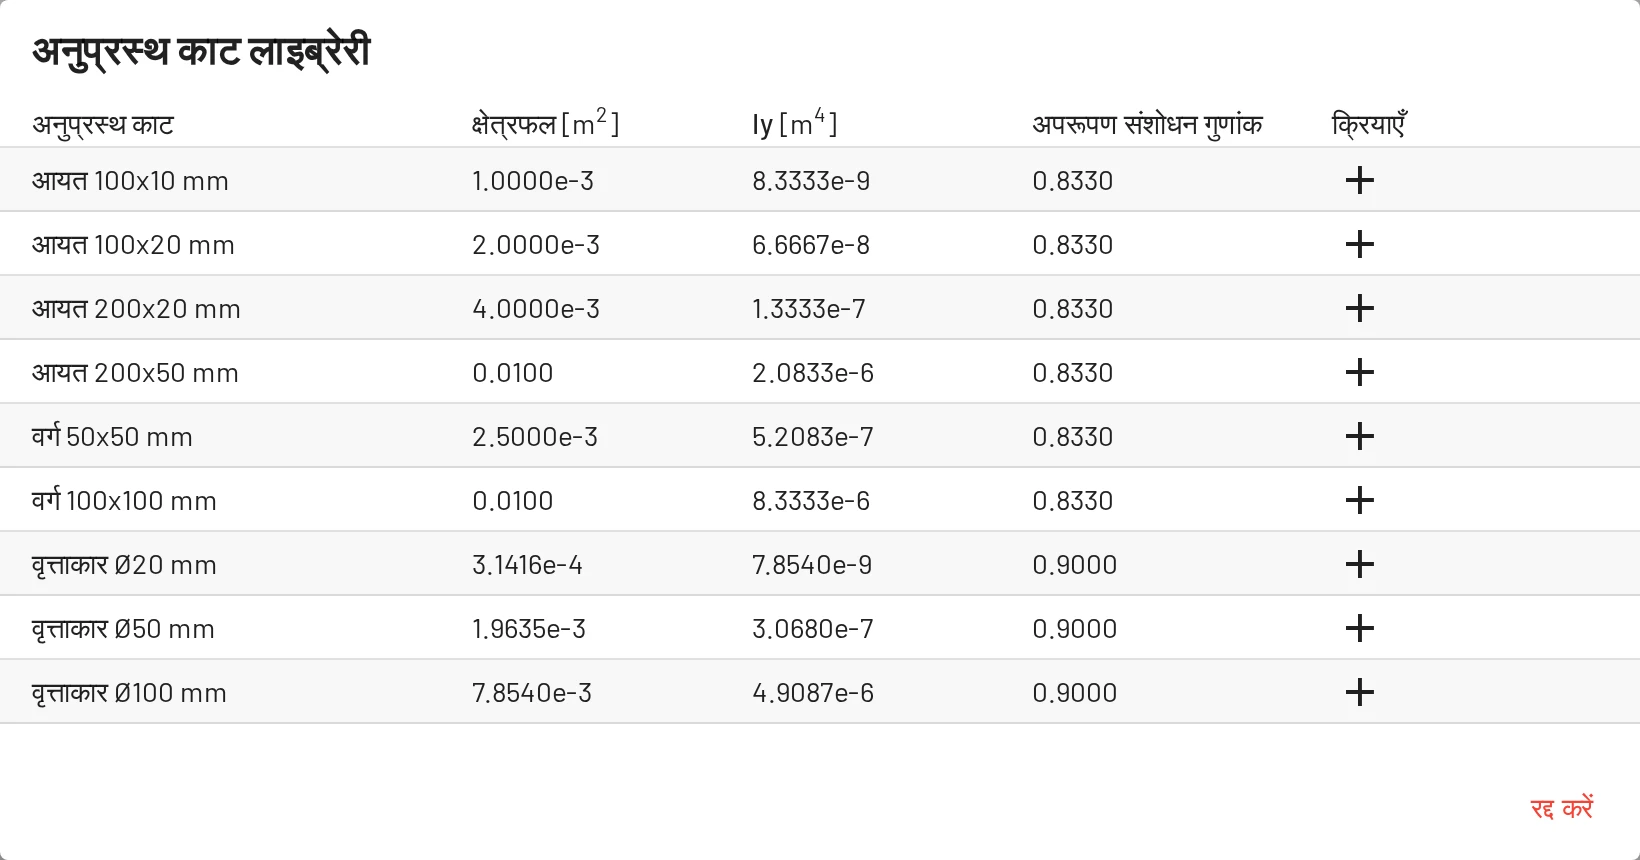 अनुप्रस्थ काट लाइब्रेरी
अनुप्रस्थ काट क्षेत्रफल [m²] Iy [m⁴] अपरूपण संशोधन गुणांक क्रियाएँ
आयत 100x10 mm 1.0000e-3 8.3333e-9 0.8330 +
आयत 100x20 mm 2.0000e-3 6.6667e-8 0.8330 +
आयत 200x20 mm 4.0000e-3 1.3333e-7 0.8330 +
आयत 200x50 mm 0.0100 2.0833e-6 0.8330 +
वर्ग 50x50 mm 2.5000e-3 5.2083e-7 0.8330 +
वर्ग 100x100 mm 0.0100 8.3333e-6 0.8330 +
वृत्ताकार Ø20 mm 3.1416e-4 7.8540e-9 0.9000 +
वृत्ताकार Ø50 mm 1.9635e-3 3.0680e-7 0.9000 +
वृत्ताकार Ø100 mm 7.8540e-3 4.9087e-6 0.9000 +
रद्द करें